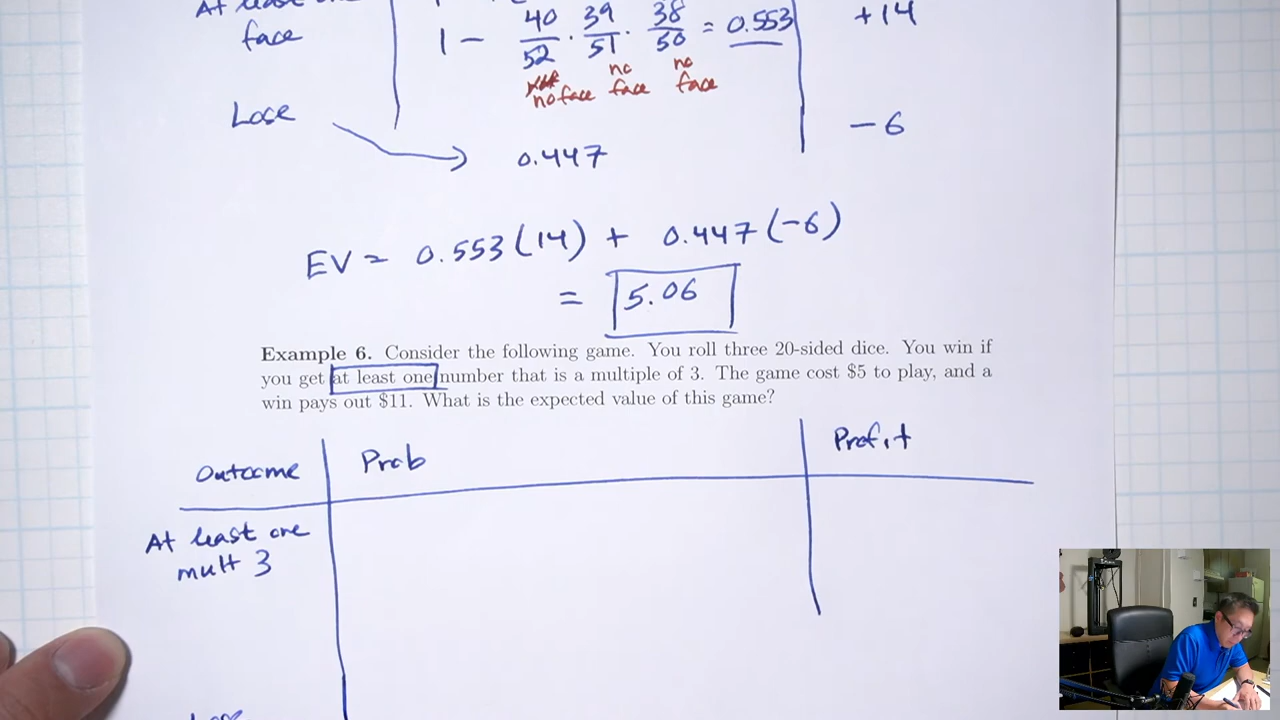 At least one
face
1 - 40/52 · 39/51 · 38/50 = 0.553
+14
no face
no face
no face
Lose
-6
0.447
EV = 0.553(14) + 0.447(-6)
= 5.06
Example 6. Consider the following game. You roll three 20-sided dice. You win if
you get at least one number that is a multiple of 3. The game cost $5 to play, and a
win pays out $11. What is the expected value of this game?
Outcome Prob Profit
At least one
mult 3